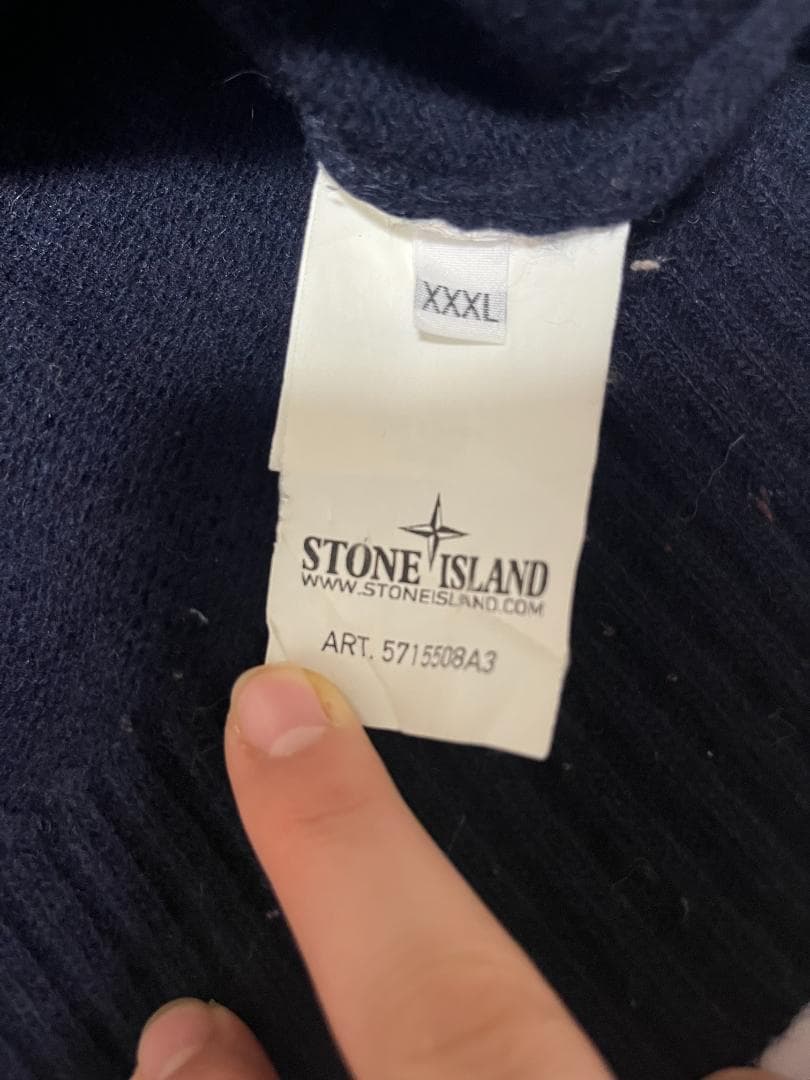 XXXL
STONE ISLAND
WWW.STONEISLAND.COM
ART. 5715508A3